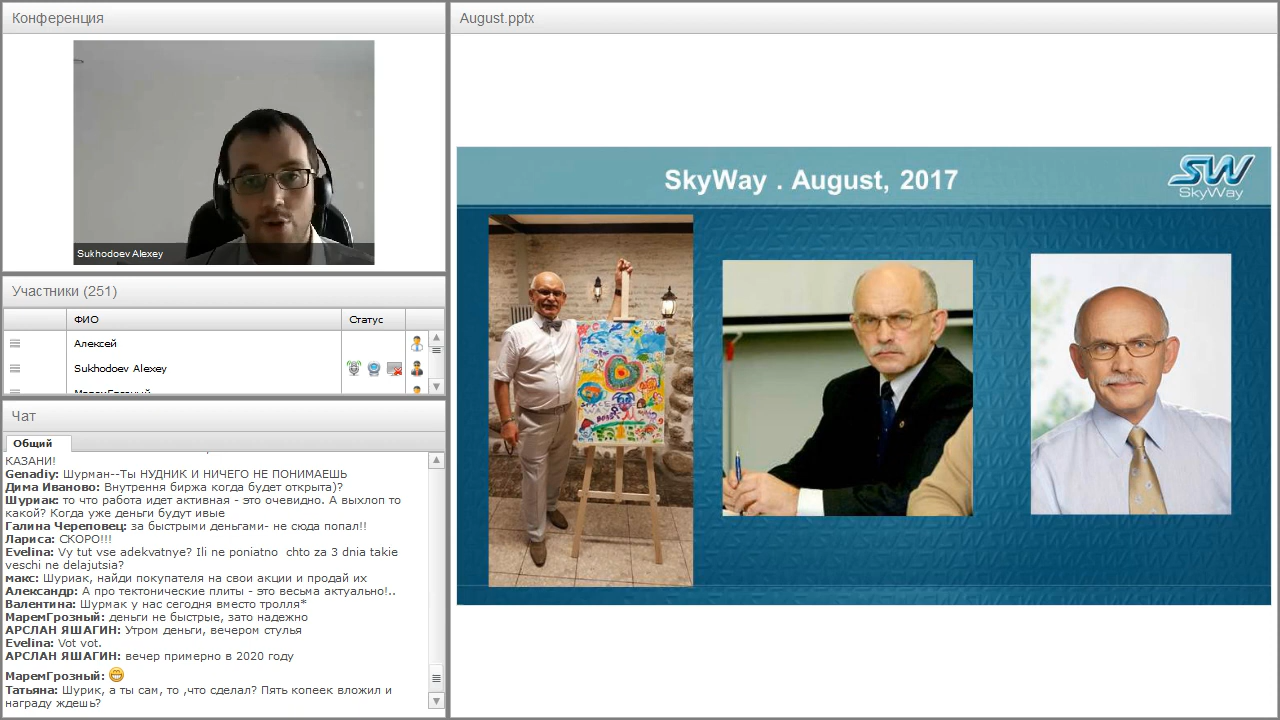 Конференция
Sukhodoev Alexey
Участники (251)
ФИО
Статус
Алексей
Sukhodoev Alexey
Чат
Общий
КАЗАНИ!
Genadiy: Шурман--Ты НУДНИК И НИЧЕГО НЕ ПОНИМАЕШЬ
Дима Иваново: Внутрення биржа когда будет открыта)?
Шуриак: то что работа идет активная - это очевидно. А выхлоп то
какой? Когда уже деньги будут ивые
Галина Череповец: за быстрыми деньгами- не сюда попал!!
Лариса: СКОРО!!!
Evelina: Vy tut vse adekvatnye? Ili ne poniatno chto za 3 dnia takie
veschi ne delajutsia?
макс: Шуриак, найди покупателя на свои акции и продай их
Александр: А про тектонические плиты - это весьма актуально!..
Валентина: Шурмак у нас сегодня вместо тролля*
МаремГрозный: деньги не быстрые, зато надежно
АРСЛАН ЯШАГИН: Утром деньги, вечером стулья
Evelina: Vot vot.
АРСЛАН ЯШАГИН: вечер примерно в 2020 году
МаремГрозный:
Татьяна: Шурик, а ты сам, то ,что сделал? Пять копеек вложил и
награду ждешь?
August.pptx
SkyWay . August, 2017
SW
SkyWay
SPACE
WAY